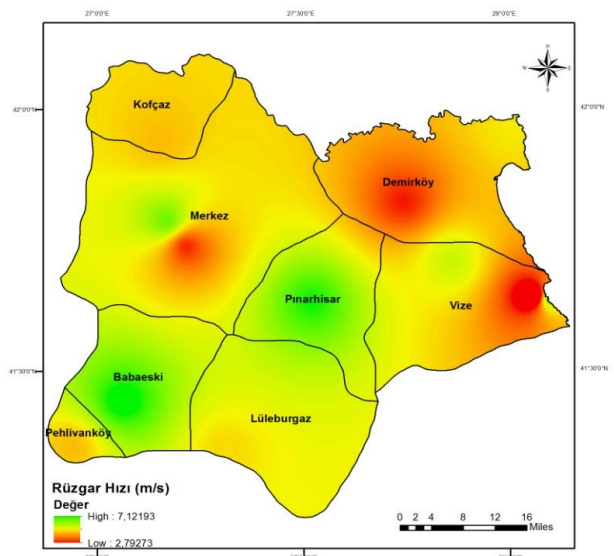 27°0'0"E 27°30'0"E 28°0'0"E
N
W E
S
42°0'0"N 42°0'0"N
Kofçaz
Demirköy
Merkez
Pınarhisar
Vize
41°30'0"N 41°30'0"N
Babaeski
Lüleburgaz
Pehlivanköy
Rüzgar Hızı (m/s)
Değer
High : 7,12193
Low : 2,79273
0 2 4 8 12 16
Miles